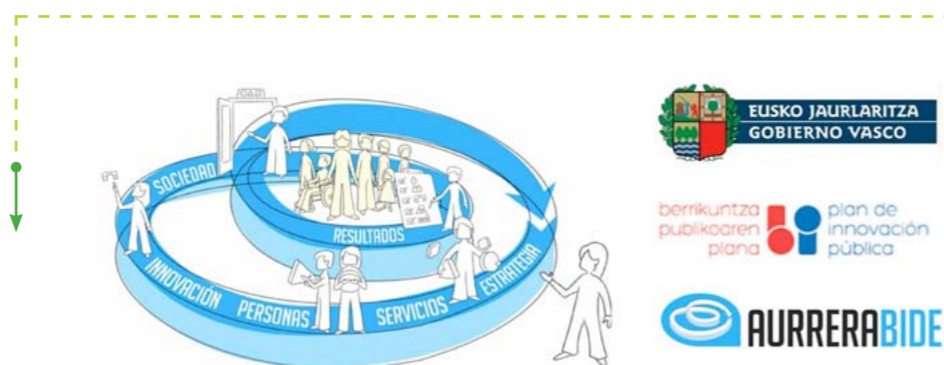 SOCIEDAD
RESULTADOS
INNOVACIÓN PERSONAS SERVICIOS ESTRATEGIA
EUSKO JAURLARITZA
GOBIERNO VASCO
berrikuntza
publikoaren
plana
plan de
innovación
pública
AURRERABIDE